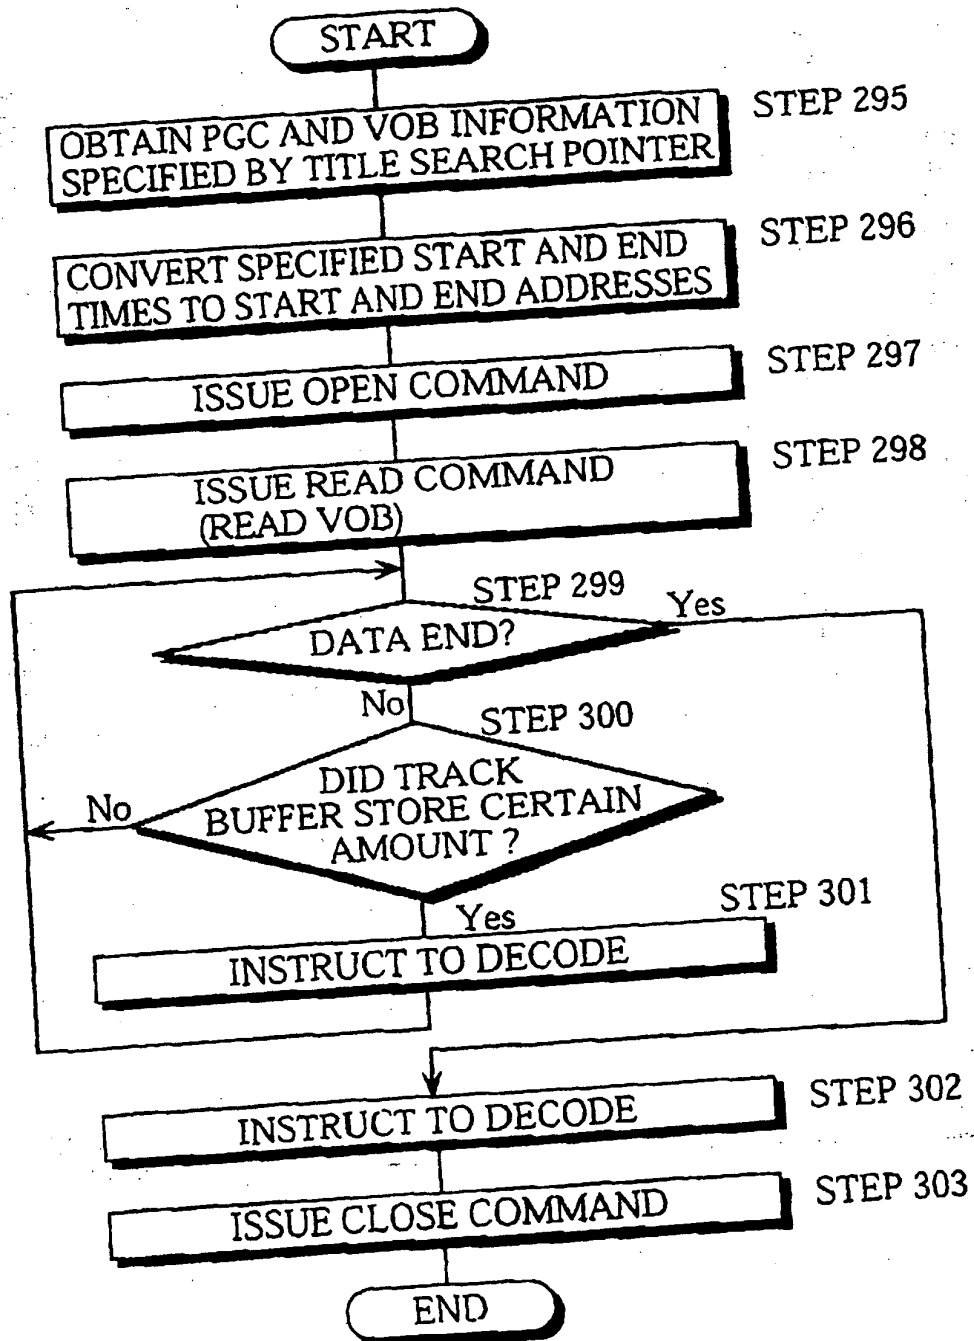 START
STEP 295
OBTAIN PGC AND VOB INFORMATION
SPECIFIED BY TITLE SEARCH POINTER
STEP 296
CONVERT SPECIFIED START AND END
TIMES TO START AND END ADDRESSES
STEP 297
ISSUE OPEN COMMAND
STEP 298
ISSUE READ COMMAND
(READ VOB)
STEP 299
Yes
DATA END?
No
STEP 300
DID TRACK
No
BUFFER STORE CERTAIN
AMOUNT ?
STEP 301
Yes
INSTRUCT TO DECODE
STEP 302
INSTRUCT TO DECODE
STEP 303
ISSUE CLOSE COMMAND
END